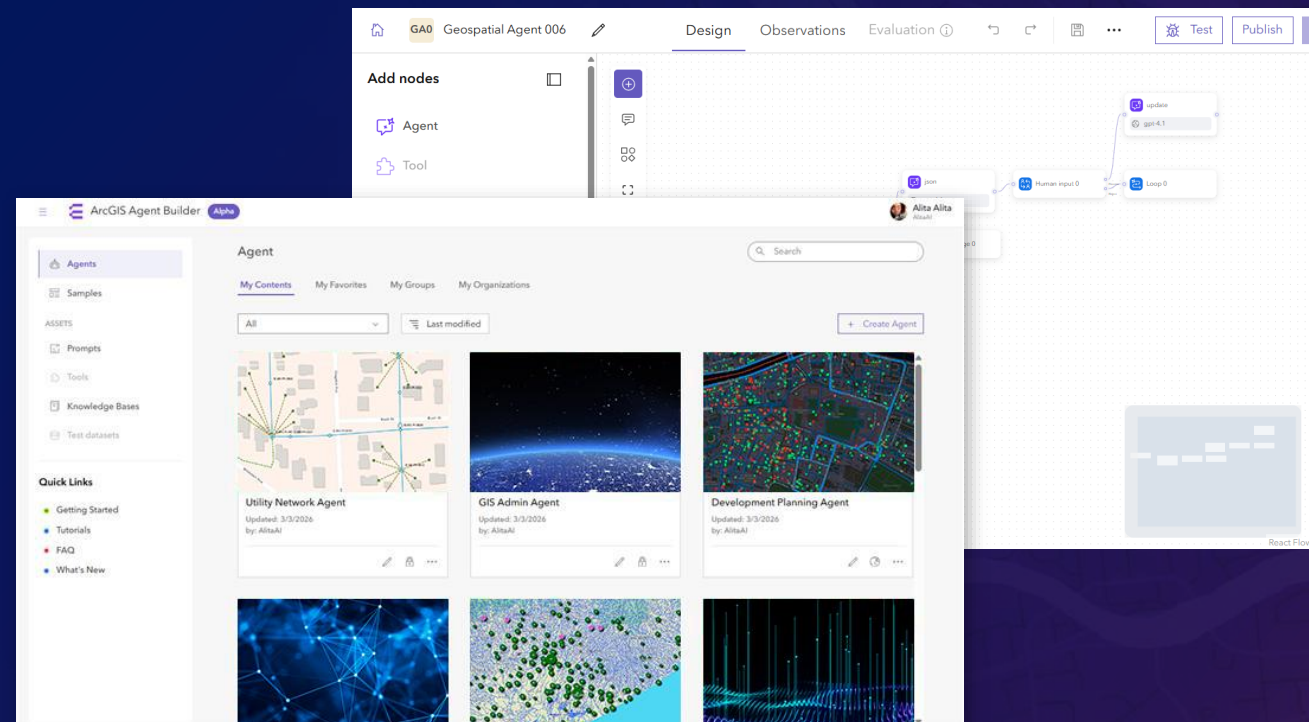 GA0 Geospatial Agent 006 Design Observations Evaluation Test Publish
Add nodes
Agent
Tool
update
gpt-4.1
json
Human input 0
Loop 0
React Flow
ArcGIS Agent Builder Alpha
Alita Alita
AlitaAI
Agents
Samples
ASSETS
Prompts
Tools
Knowledge Bases
Test datasets
Quick Links
Getting Started
Tutorials
FAQ
What's New
Agent
Search
My Contents My Favorites My Groups My Organizations
All Last modified + Create Agent
Utility Network Agent
Updated: 3/3/2026
by: AlitaAI
GIS Admin Agent
Updated: 3/3/2026
by: AlitaAI
Development Planning Agent
Updated: 3/3/2026
by: AlitaAI